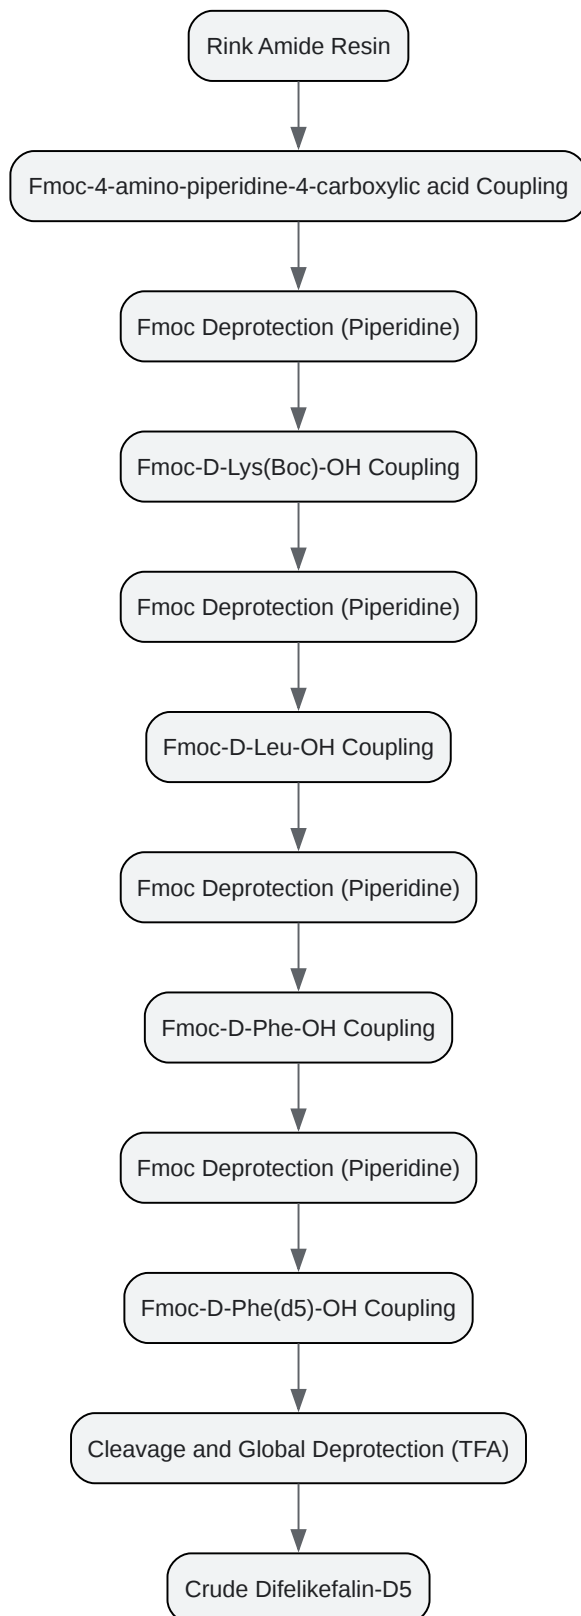 Rink Amide Resin
Fmoc-4-amino-piperidine-4-carboxylic acid Coupling
Fmoc Deprotection (Piperidine)
Fmoc-D-Lys(Boc)-OH Coupling
Fmoc Deprotection (Piperidine)
Fmoc-D-Leu-OH Coupling
Fmoc Deprotection (Piperidine)
Fmoc-D-Phe-OH Coupling
Fmoc Deprotection (Piperidine)
Fmoc-D-Phe(d5)-OH Coupling
Cleavage and Global Deprotection (TFA)
Crude Difelikefalin-D5